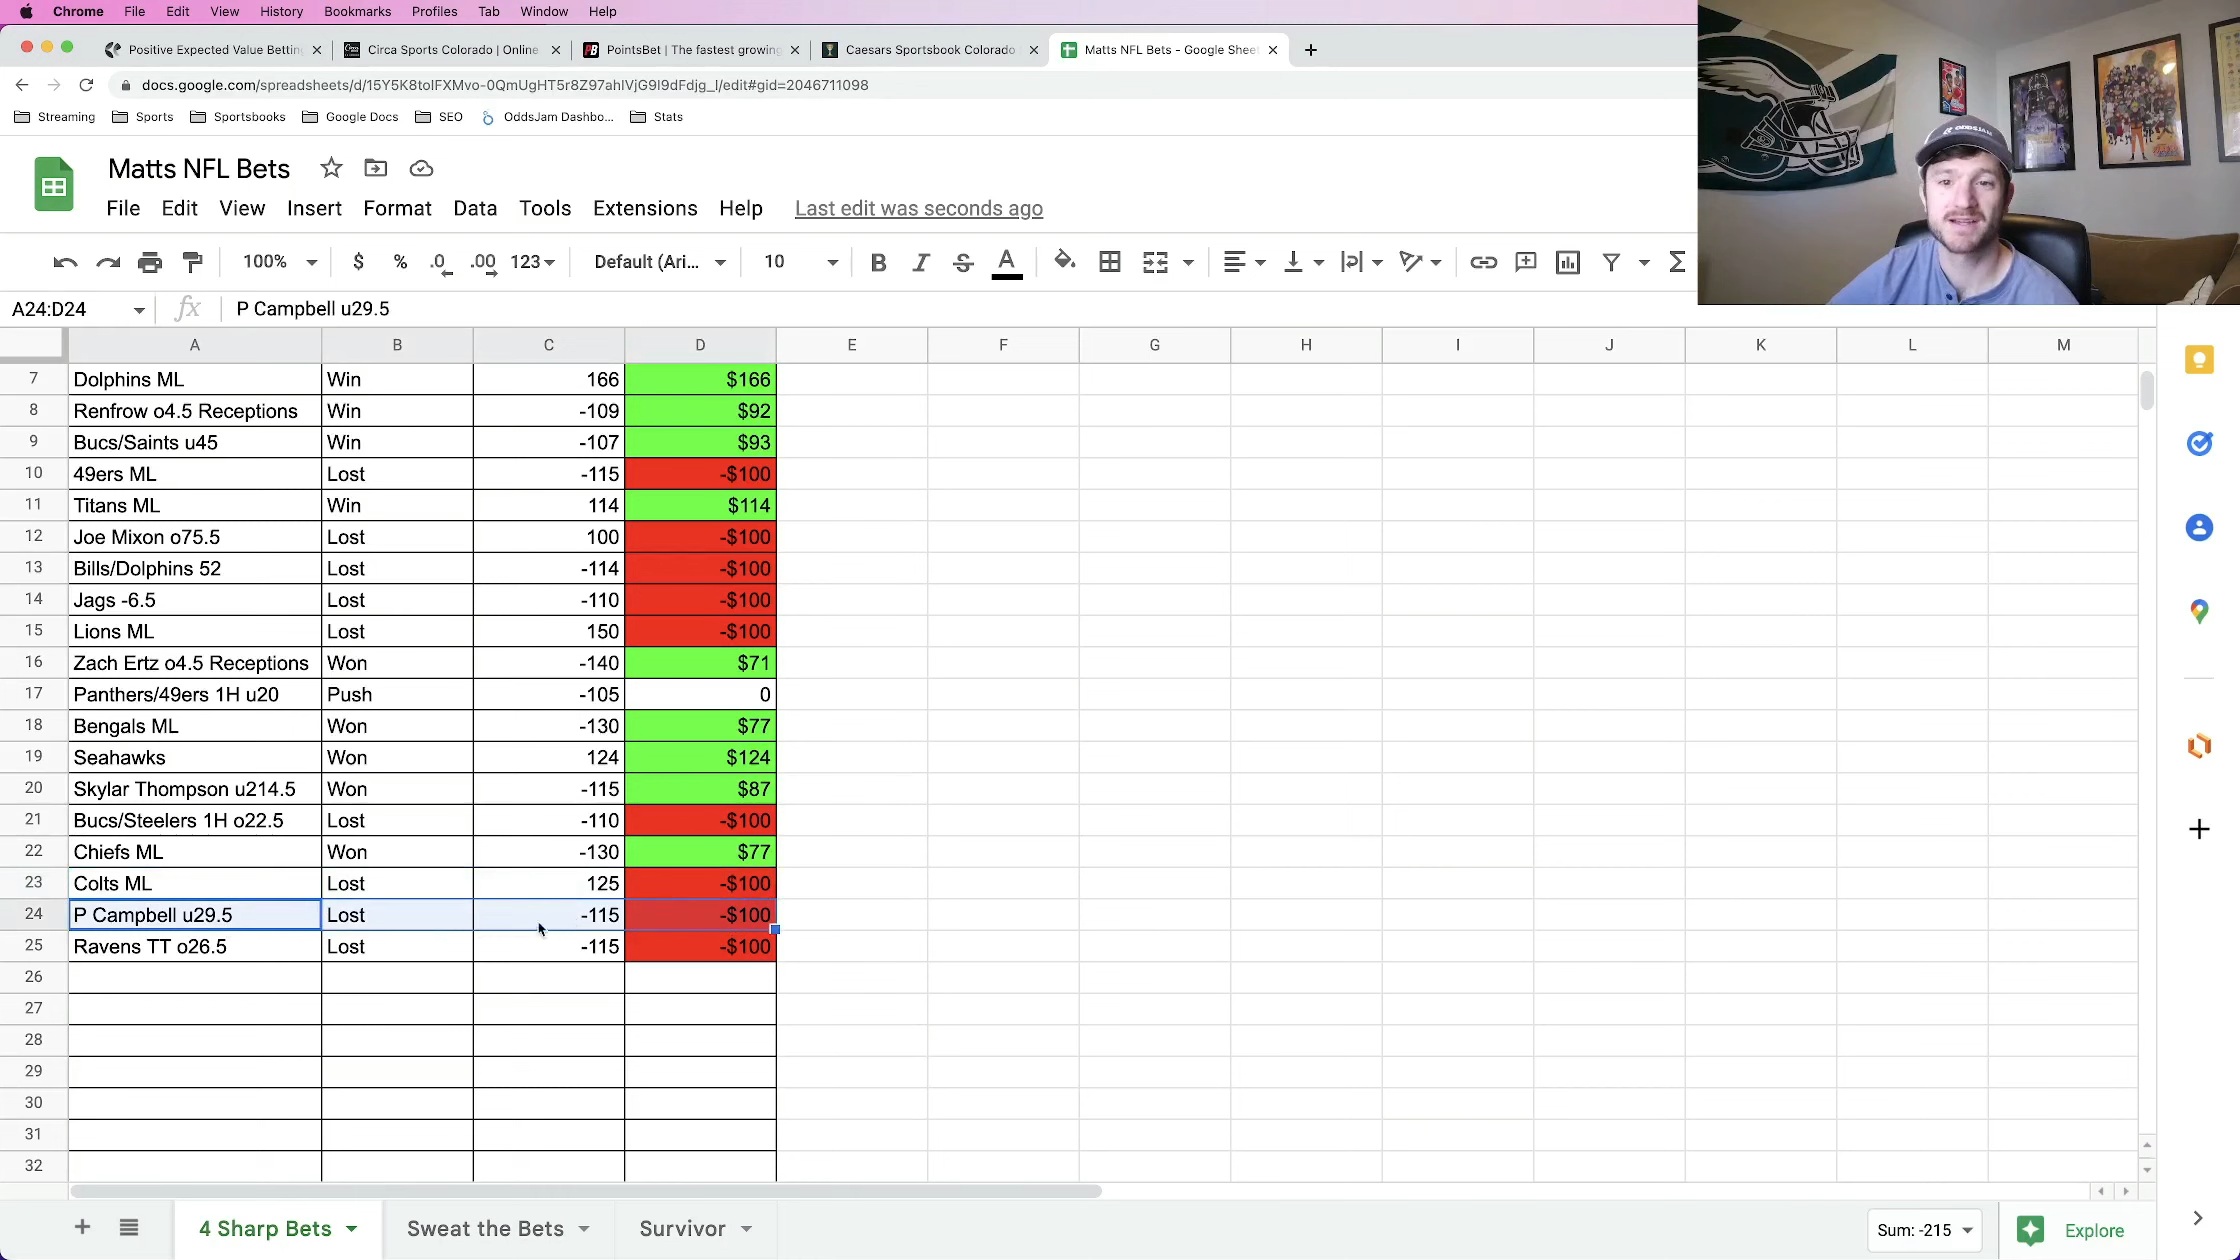 Chrome File Edit View History Bookmarks Profiles Tab Window Help
Positive Expected Value Bettin Circa Sports Colorado | Online PB PointsBet | The fastest growing Caesars Sportsbook Colorado Matts NFL Bets - Google Shee
docs.google.com/spreadsheets/d/15Y5K8toIFXMvo-0QmUgHT5r8Z97ahIVjG9I9dFdjg_I/edit#gid=2046711098
Streaming Sports Sportsbooks Google Docs SEO OddsJam Dashbo... Stats
ODDSJAM
Matts NFL Bets
File Edit View Insert Format Data Tools Extensions Help Last edit was seconds ago
100% $ % .0 .00 123 Default (Ari... 10 B I S A Σ
A24:D24 fx P Campbell u29.5
A B C D E F G H I J K L M
7 Dolphins ML Win 166 $166
8 Renfrow o4.5 Receptions Win -109 $92
9 Bucs/Saints u45 Win -107 $93
10 49ers ML Lost -115 -$100
11 Titans ML Win 114 $114
12 Joe Mixon o75.5 Lost 100 -$100
13 Bills/Dolphins 52 Lost -114 -$100
14 Jags -6.5 Lost -110 -$100
15 Lions ML Lost 150 -$100
16 Zach Ertz o4.5 Receptions Won -140 $71
17 Panthers/49ers 1H u20 Push -105 0
18 Bengals ML Won -130 $77
19 Seahawks Won 124 $124
20 Skylar Thompson u214.5 Won -115 $87
21 Bucs/Steelers 1H o22.5 Lost -110 -$100
22 Chiefs ML Won -130 $77
23 Colts ML Lost 125 -$100
24 P Campbell u29.5 Lost -115 -$100
25 Ravens TT o26.5 Lost -115 -$100
26
27
28
29
30
31
32
4 Sharp Bets Sweat the Bets Survivor Sum: -215 Explore